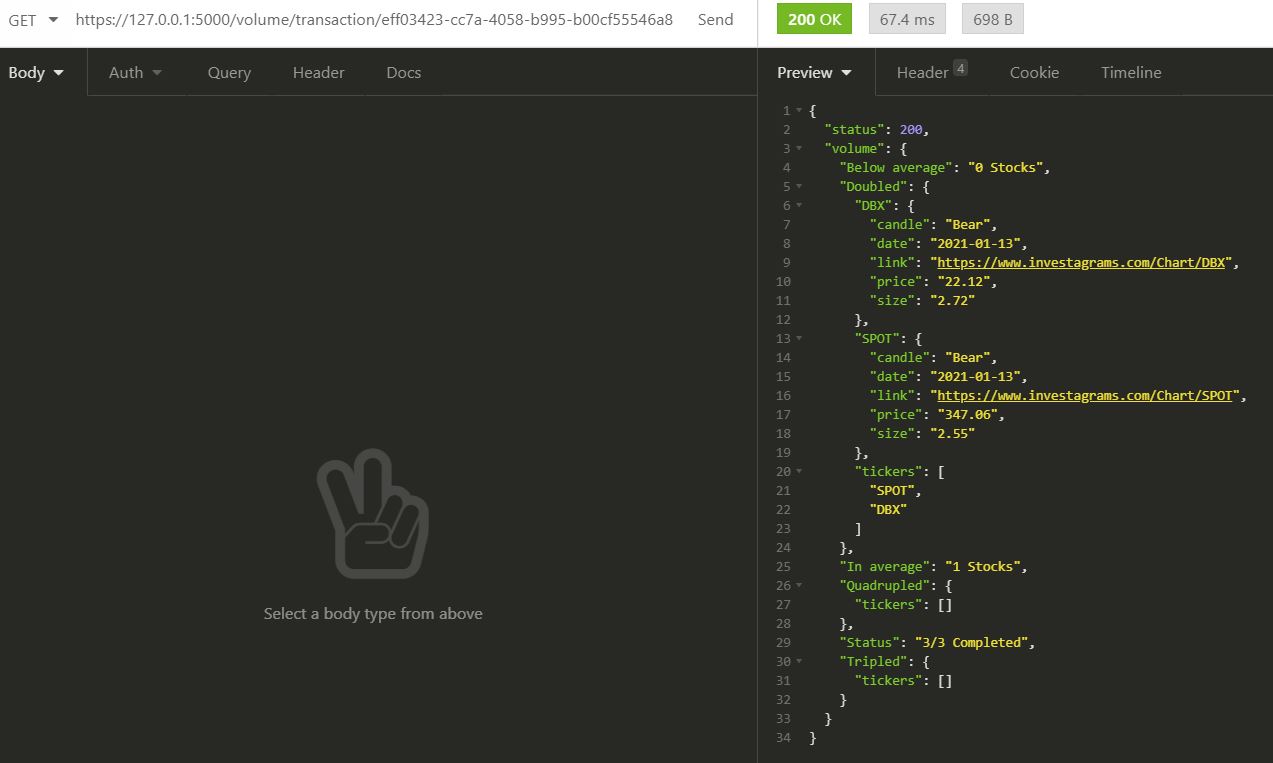 GET https://127.0.0.1:5000/volume/transaction/eff03423-cc7a-4058-b995-b00cf55546a8 Send
200 OK 67.4 ms 698 B
Body Auth Query Header Docs
Select a body type from above
Preview Header 4 Cookie Timeline
1 {
2 "status": 200,
3 "volume": {
4 "Below average": "0 Stocks",
5 "Doubled": {
6 "DBX": {
7 "candle": "Bear",
8 "date": "2021-01-13",
9 "link": "https://www.investagrams.com/Chart/DBX",
10 "price": "22.12",
11 "size": "2.72"
12 },
13 "SPOT": {
14 "candle": "Bear",
15 "date": "2021-01-13",
16 "link": "https://www.investagrams.com/Chart/SPOT",
17 "price": "347.06",
18 "size": "2.55"
19 },
20 "tickers": [
21 "SPOT",
22 "DBX"
23 ]
24 },
25 "In average": "1 Stocks",
26 "Quadrupled": {
27 "tickers": []
28 },
29 "Status": "3/3 Completed",
30 "Tripled": {
31 "tickers": []
32 }
33 }
34 }